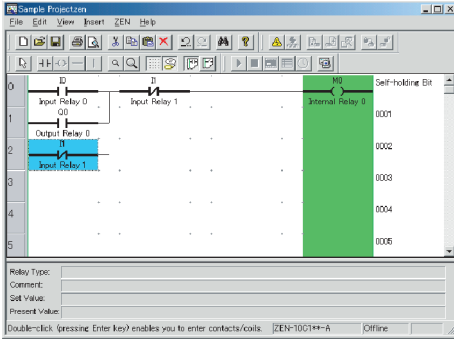 Sample Project.zen
File Edit View Insert ZEN Help
0 I0 I1 M0 Self-holding Bit
Input Relay 0 Input Relay 1 Internal Relay 0
1 Q0 0001
Output Relay 0
2 I1 0002
Input Relay 1
3 0003
4 0004
5 0005
Relay Type:
Comment:
Set Value:
Present Value:
Double-click (pressing Enter key) enables you to enter contacts/coils. ZEN-10C1**-A Offline